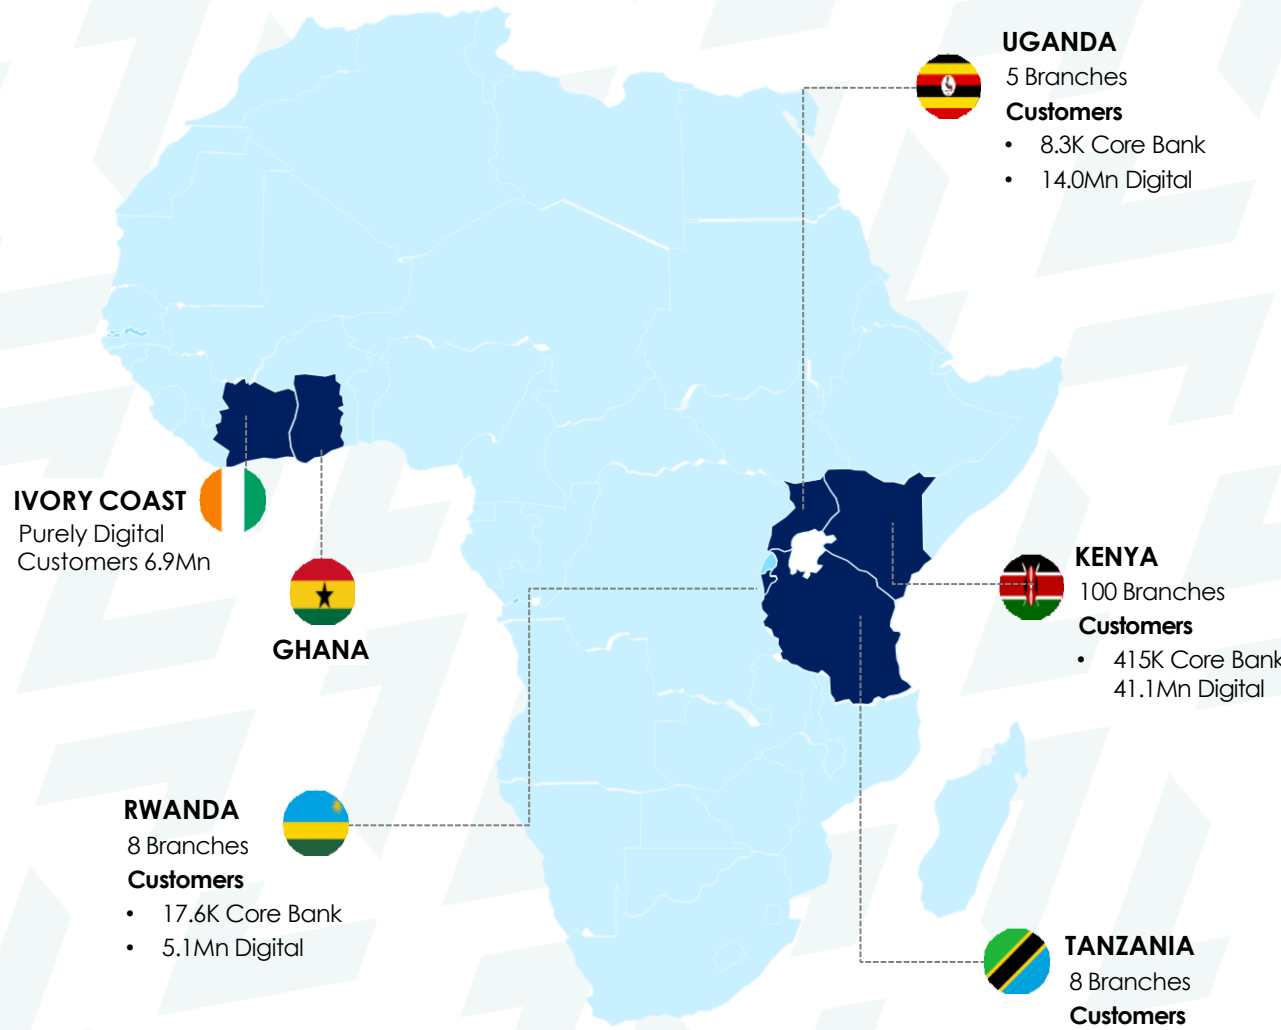 UGANDA
5 Branches
Customers
• 8.3K Core Bank
• 14.0Mn Digital
IVORY COAST
Purely Digital
Customers 6.9Mn
GHANA
KENYA
100 Branches
Customers
• 415K Core Bank
41.1Mn Digital
RWANDA
8 Branches
Customers
• 17.6K Core Bank
• 5.1Mn Digital
TANZANIA
8 Branches
Customers